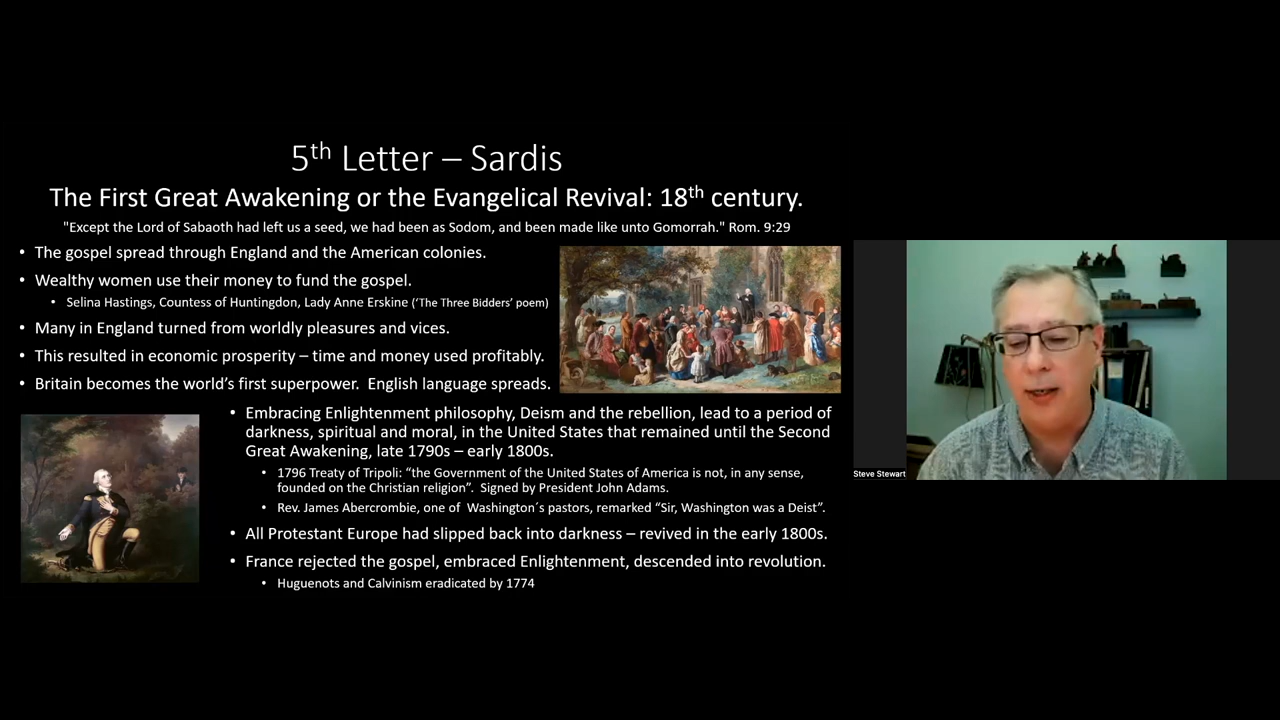 5th Letter – Sardis
The First Great Awakening or the Evangelical Revival: 18th century.
"Except the Lord of Sabaoth had left us a seed, we had been as Sodom, and been made like unto Gomorrah." Rom. 9:29
• The gospel spread through England and the American colonies.
• Wealthy women use their money to fund the gospel.
• Selina Hastings, Countess of Huntingdon, Lady Anne Erskine (‘The Three Bidders’ poem)
• Many in England turned from worldly pleasures and vices.
• This resulted in economic prosperity – time and money used profitably.
• Britain becomes the world’s first superpower. English language spreads.
• Embracing Enlightenment philosophy, Deism and the rebellion, lead to a period of
darkness, spiritual and moral, in the United States that remained until the Second
Great Awakening, late 1790s – early 1800s.
• 1796 Treaty of Tripoli: “the Government of the United States of America is not, in any sense,
founded on the Christian religion”. Signed by President John Adams.
• Rev. James Abercrombie, one of Washington´s pastors, remarked “Sir, Washington was a Deist”.
• All Protestant Europe had slipped back into darkness – revived in the early 1800s.
• France rejected the gospel, embraced Enlightenment, descended into revolution.
• Huguenots and Calvinism eradicated by 1774
Steve Stewart